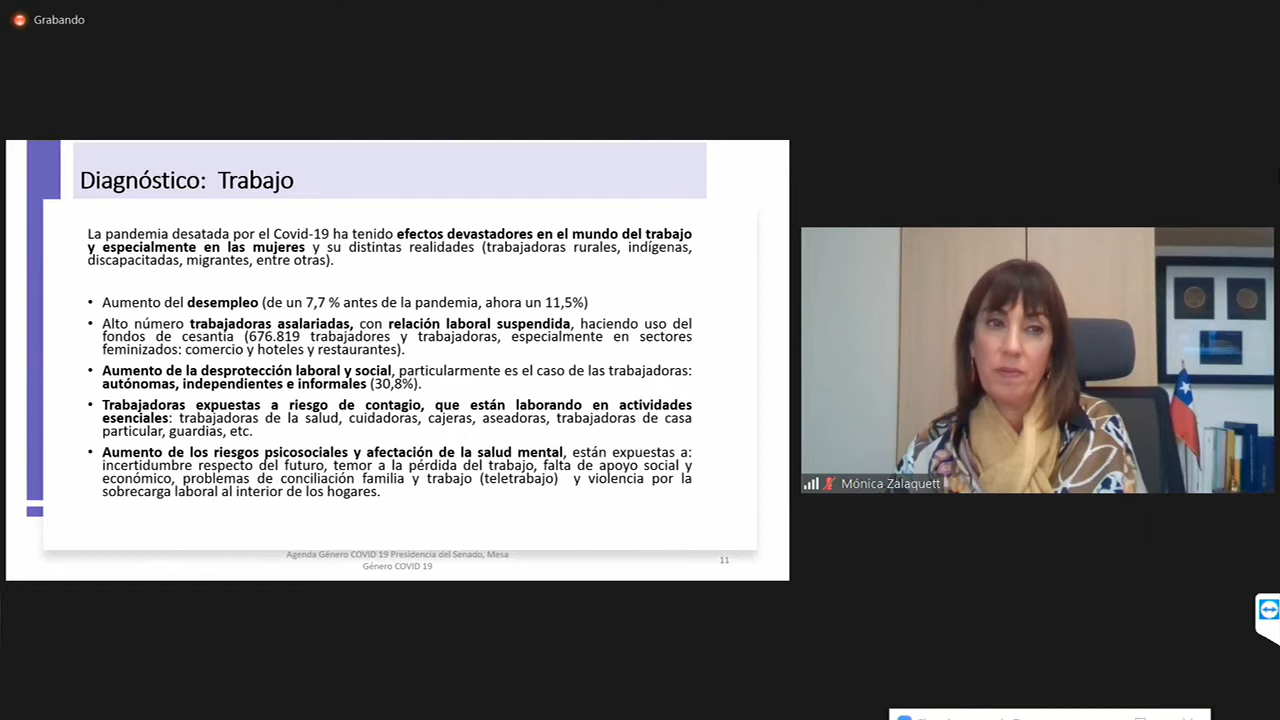 Grabando
Diagnóstico: Trabajo
La pandemia desatada por el Covid-19 ha tenido efectos devastadores en el mundo del trabajo
y especialmente en las mujeres y su distintas realidades (trabajadoras rurales, indígenas,
discapacitadas, migrantes, entre otras).
• Aumento del desempleo (de un 7,7 % antes de la pandemia, ahora un 11,5%)
• Alto número trabajadoras asalariadas, con relación laboral suspendida, haciendo uso del
fondos de cesantía (676.819 trabajadores y trabajadoras, especialmente en sectores
feminizados: comercio y hoteles y restaurantes).
• Aumento de la desprotección laboral y social, particularmente es el caso de las trabajadoras:
autónomas, independientes e informales (30,8%).
• Trabajadoras expuestas a riesgo de contagio, que están laborando en actividades
esenciales: trabajadoras de la salud, cuidadoras, cajeras, aseadoras, trabajadoras de casa
particular, guardias, etc.
• Aumento de los riesgos psicosociales y afectación de la salud mental, están expuestas a:
incertidumbre respecto del futuro, temor a la pérdida del trabajo, falta de apoyo social y
económico, problemas de conciliación familia y trabajo (teletrabajo) y violencia por la
sobrecarga laboral al interior de los hogares.
Agenda Género COVID 19 Presidencia del Senado, Mesa
Género COVID 19
11
Mónica Zalaquett